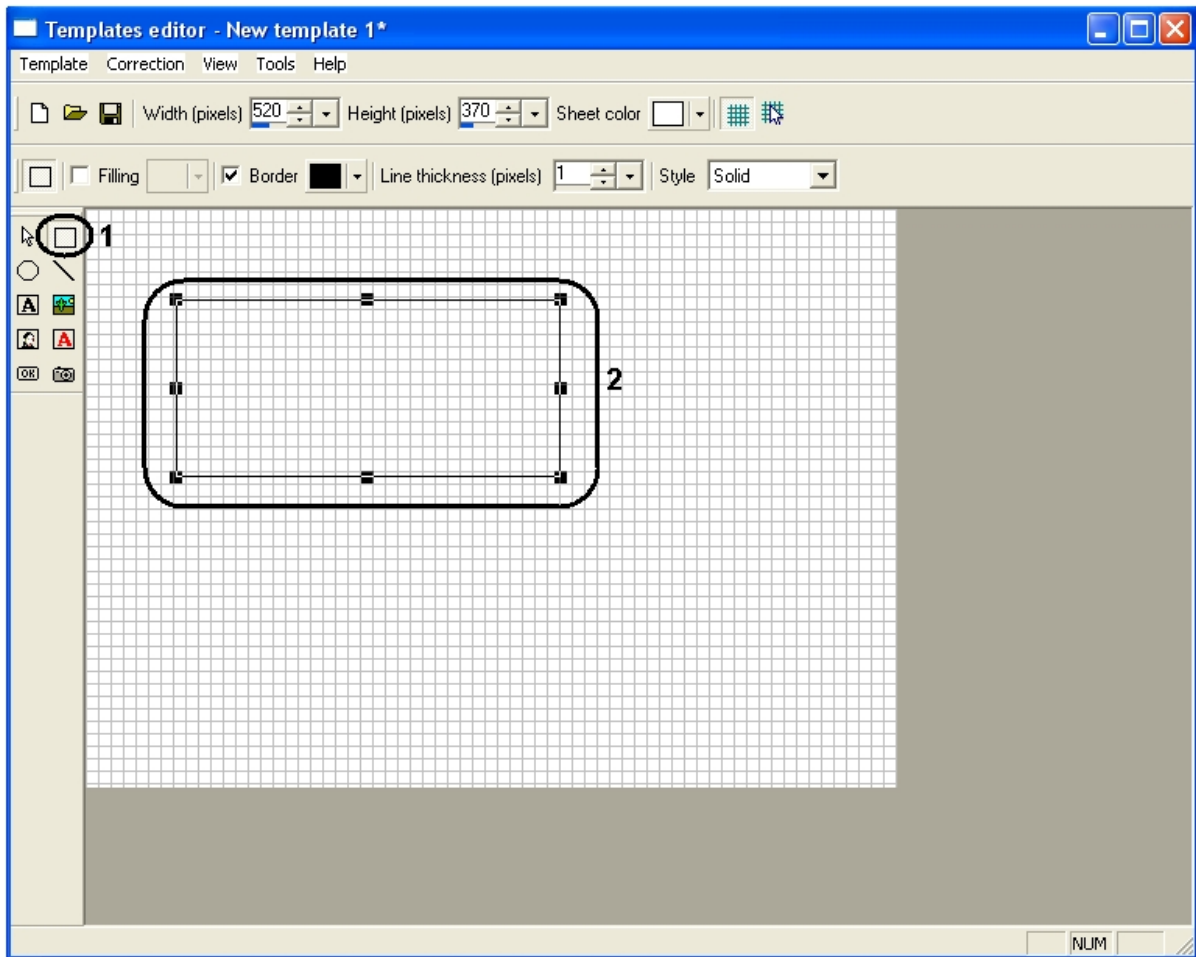 Templates editor - New template 1*
Template Correction View Tools Help
Width (pixels) 520 Height (pixels) 370 Sheet color
Filling Border Line thickness (pixels) 1 Style Solid
1
A
A
OK
2
NUM